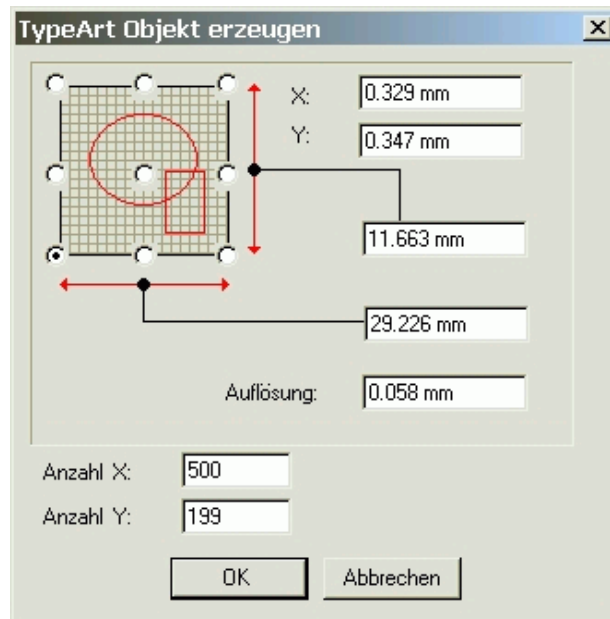 TypeArt Objekt erzeugen
X: 0.329 mm
Y: 0.347 mm
11.663 mm
29.226 mm
Auflösung: 0.058 mm
Anzahl X: 500
Anzahl Y: 199
OK Abbrechen